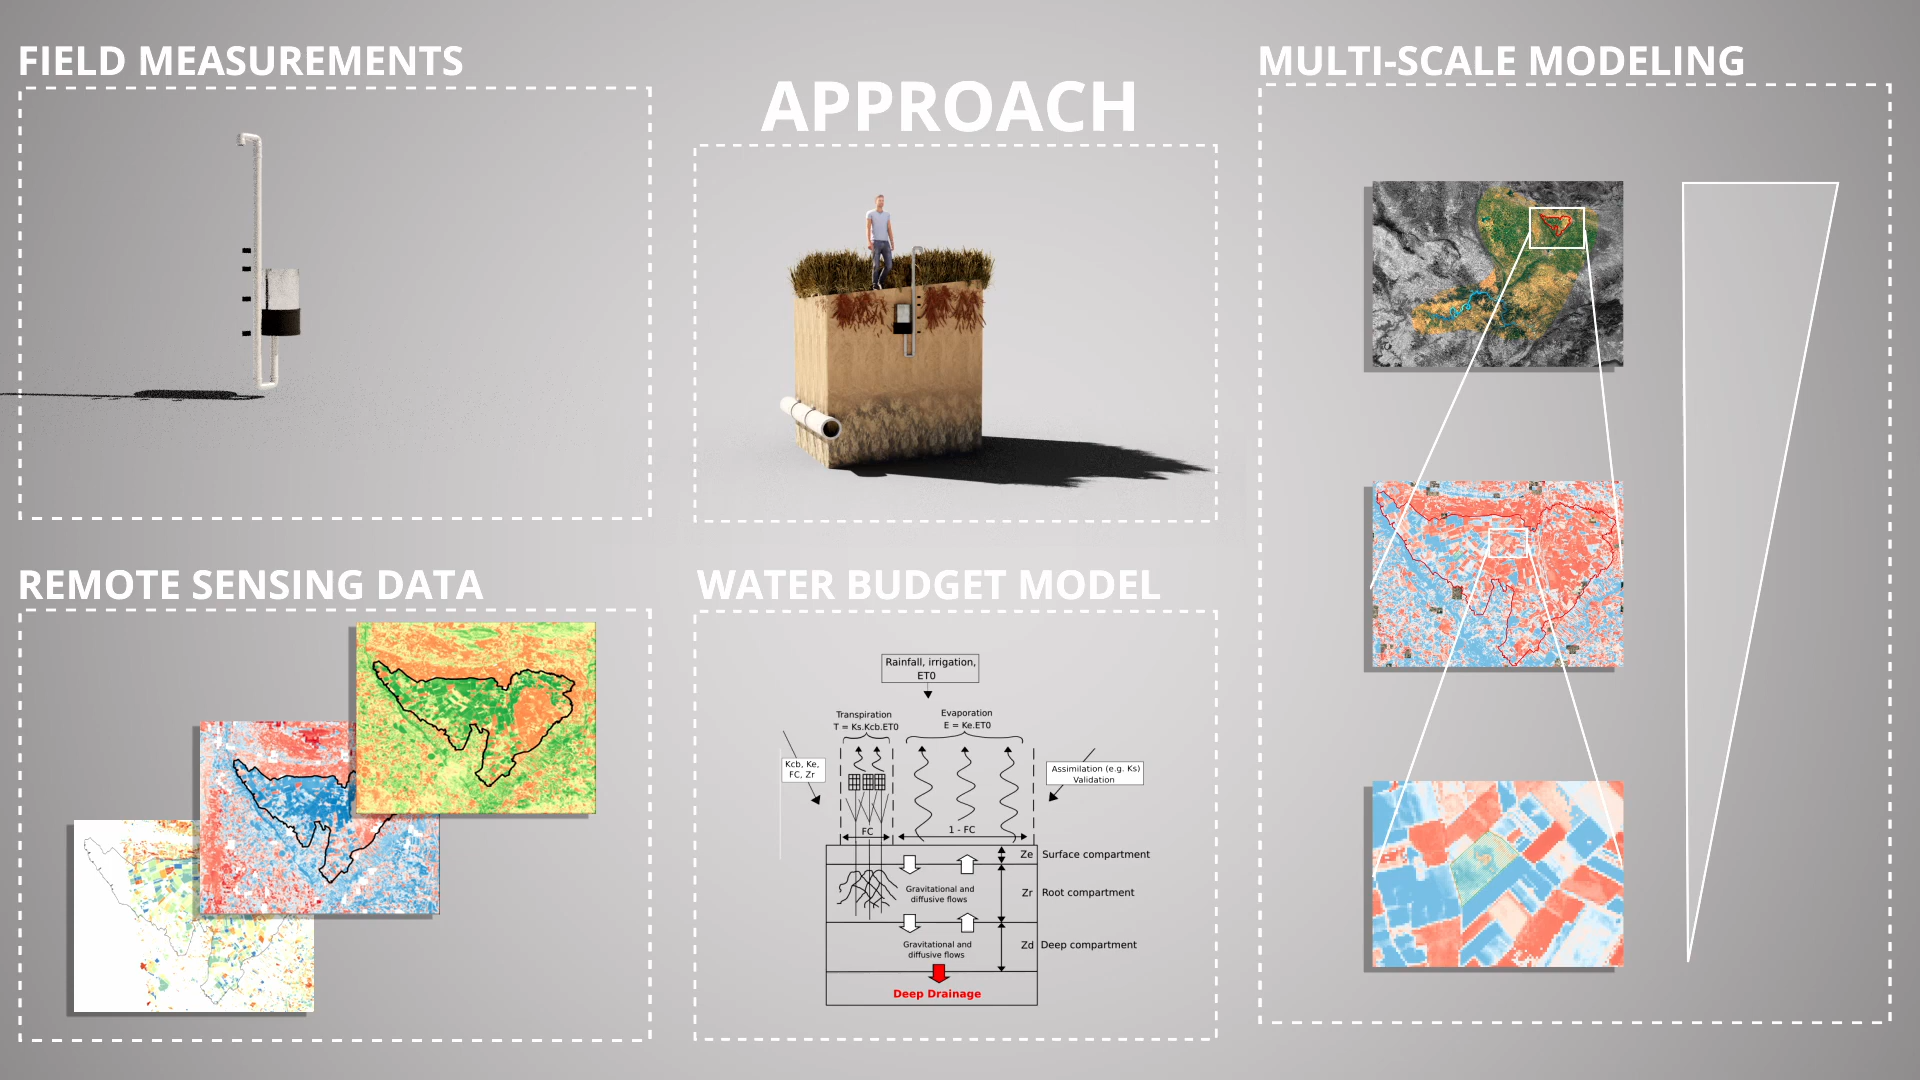 FIELD MEASUREMENTS
APPROACH
MULTI-SCALE MODELING
REMOTE SENSING DATA
WATER BUDGET MODEL
Rainfall, irrigation,
ET0
Transpiration
T = Ks.Kcb.ET0
Evaporation
E = Ke.ET0
Kcb, Ke,
FC, Zr
Assimilation (e.g. Ks)
Validation
FC
1 - FC
Ze Surface compartment
Gravitational and
diffusive flows
Zr Root compartment
Gravitational and
diffusive flows
Zd Deep compartment
Deep Drainage